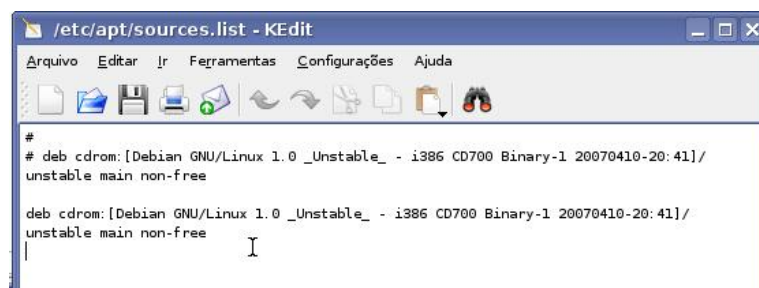 /etc/apt/sources.list - KEdit
Arquivo Editar Ir Ferramentas Configurações Ajuda
#
# deb cdrom:[Debian GNU/Linux 1.0 _Unstable_ - i386 CD700 Binary-1 20070410-20:41]/
unstable main non-free

deb cdrom:[Debian GNU/Linux 1.0 _Unstable_ - i386 CD700 Binary-1 20070410-20:41]/
unstable main non-free